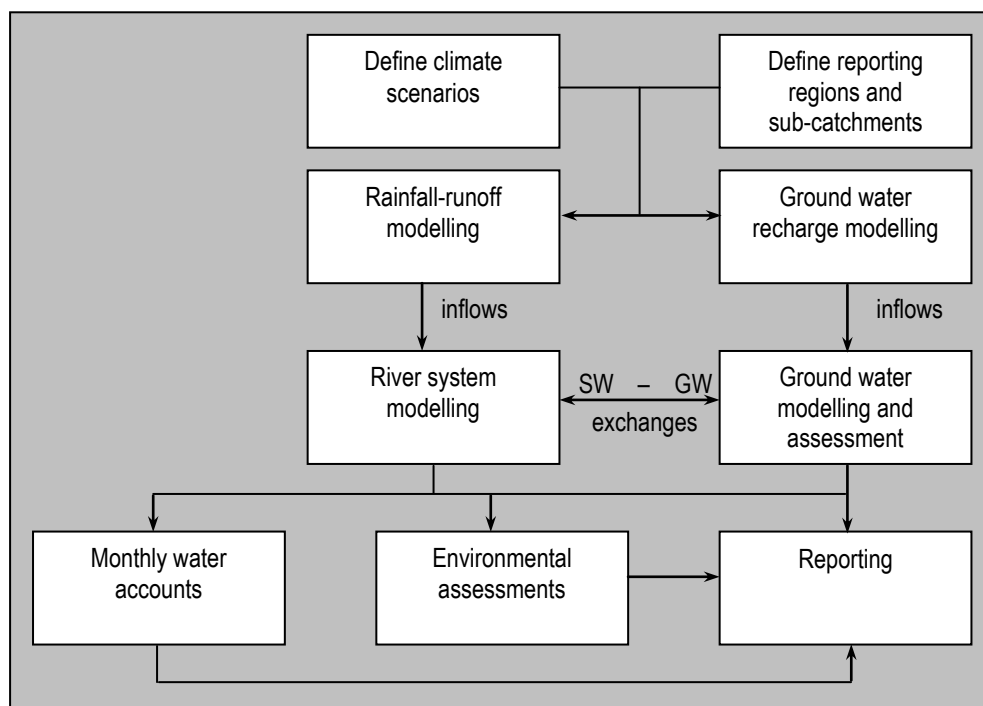 Define climate
scenarios
Define reporting
regions and
sub-catchments
Rainfall-runoff
modelling
Ground water
recharge modelling
inflows
inflows
River system
modelling
SW – GW
exchanges
Ground water
modelling and
assessment
Monthly water
accounts
Environmental
assessments
Reporting